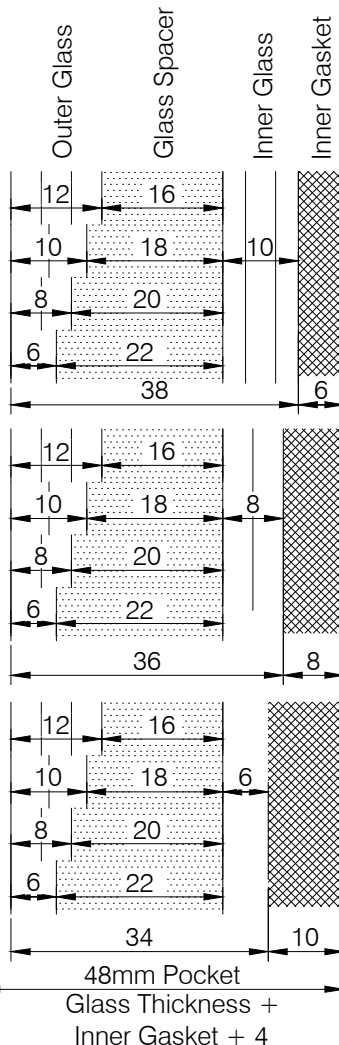 Outer Glass
Glass Spacer
Inner Glass
Inner Gasket
12 16
10 18 10
8 20
6 22
38 6
12 16
10 18 8
8 20
6 22
36 8
12 16
10 18 6
8 20
6 22
34 10
48mm Pocket
Glass Thickness +
Inner Gasket + 4